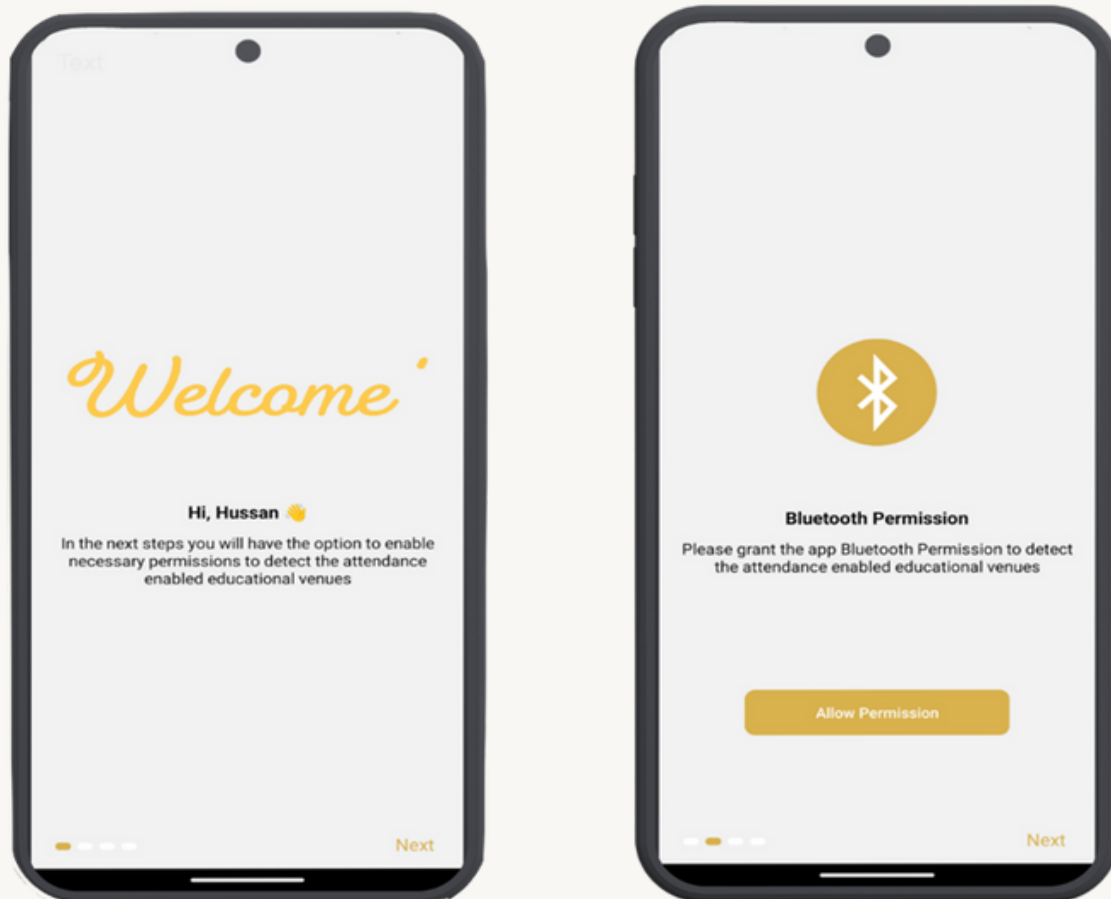 Text
Welcome
Hi, Hussan 👋
In the next steps you will have the option to enable
necessary permissions to detect the attendance
enabled educational venues
Next
Bluetooth Permission
Please grant the app Bluetooth Permission to detect
the attendance enabled educational venues
Allow Permission
Next